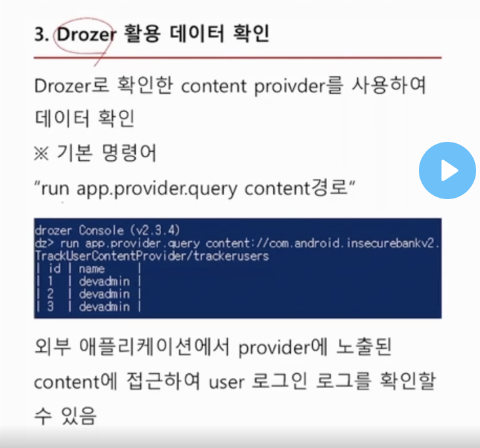 3. Drozer 활용 데이터 확인
Drozer로 확인한 content proivder를 사용하여
데이터 확인
※ 기본 명령어
"run app.provider.query content경로"
drozer Console (v2.3.4)
dz> run app.provider.query content://com.android.insecurebankv2.
TrackUserContentProvider/trackerusers
| id | name |
| 1 | devadmin |
| 2 | devadmin |
| 3 | devadmin |
외부 애플리케이션에서 provider에 노출된
content에 접근하여 user 로그인 로그를 확인할
수 있음